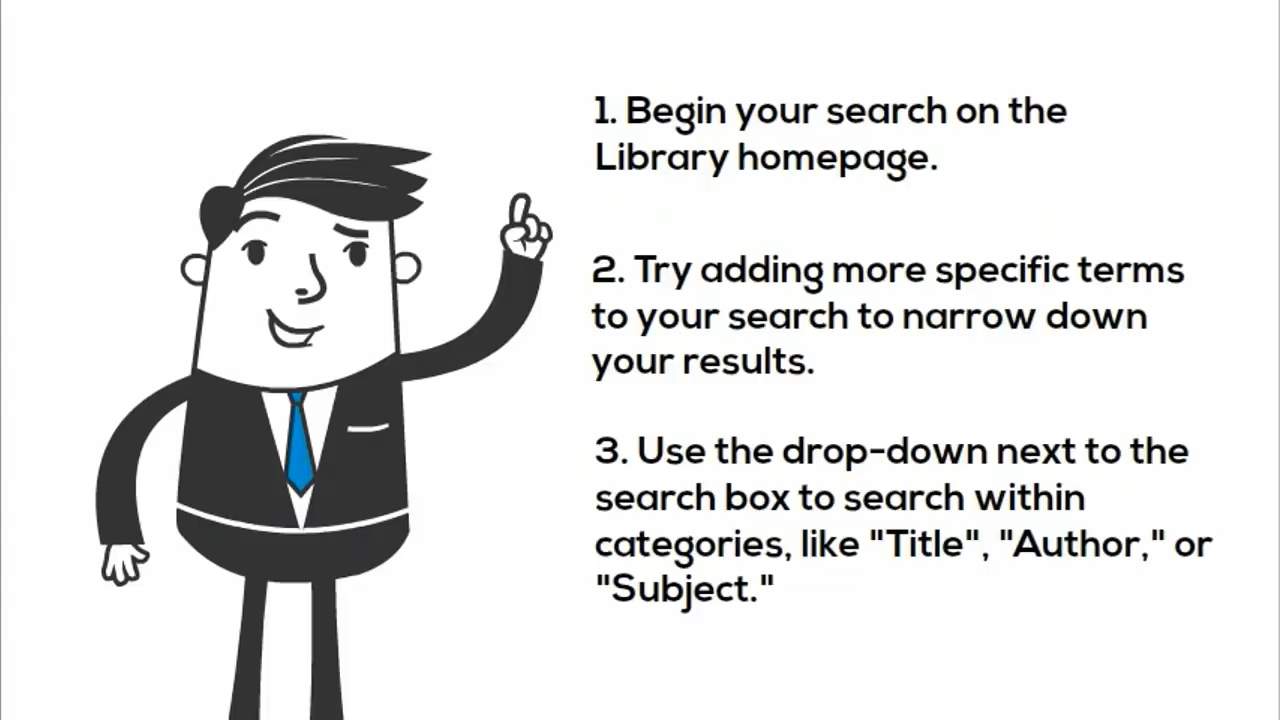 1. Begin your search on the
Library homepage.
2. Try adding more specific terms
to your search to narrow down
your results.
3. Use the drop-down next to the
search box to search within
categories, like "Title", "Author," or
"Subject."